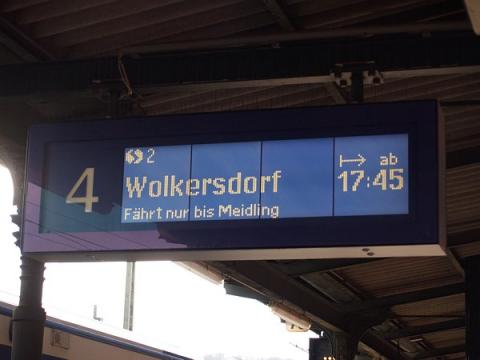 4
2
Wolkersdorf
Fährt nur bis Meidling
ab
17:45